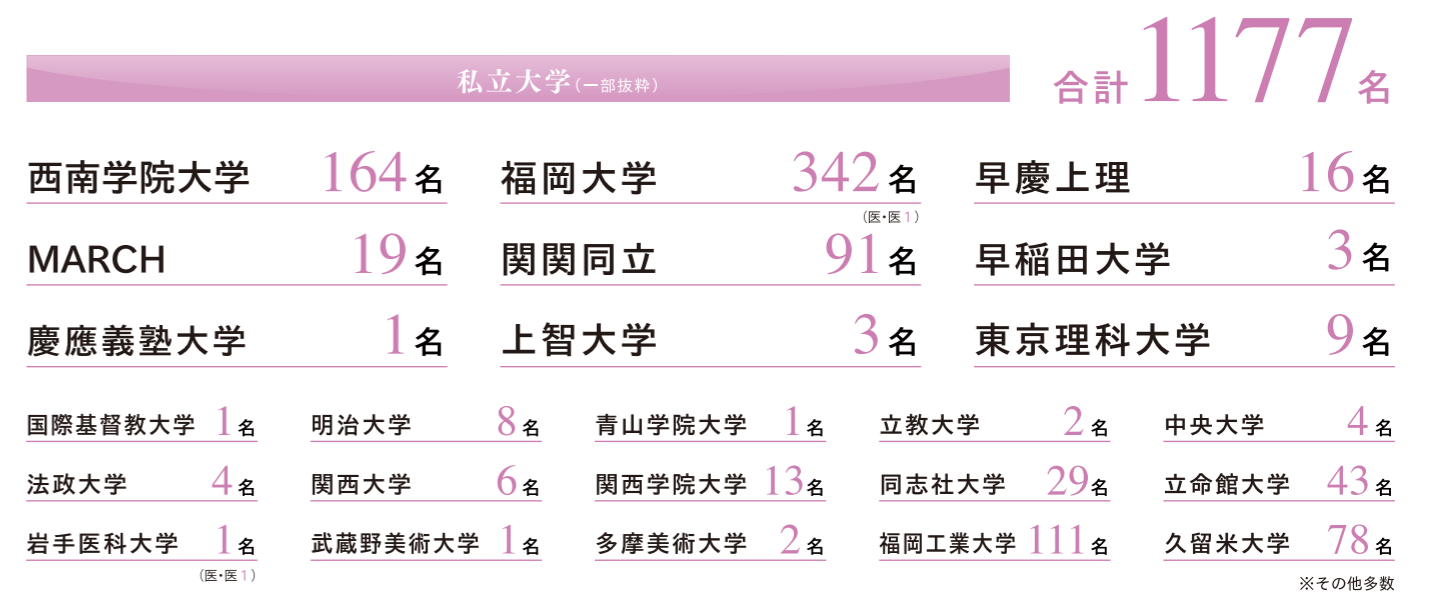 私立大学(一部抜粋) 合計1177名
西南学院大学 164名 福岡大学 342名 早慶上理 16名
(医・医1)
MARCH 19名 関関同立 91名 早稲田大学 3名
慶應義塾大学 1名 上智大学 3名 東京理科大学 9名
国際基督教大学 1名 明治大学 8名 青山学院大学 1名 立教大学 2名 中央大学 4名
法政大学 4名 関西大学 6名 関西学院大学 13名 同志社大学 29名 立命館大学 43名
岩手医科大学 1名 武蔵野美術大学 1名 多摩美術大学 2名 福岡工業大学 111名 久留米大学 78名
(医・医1)
※その他多数